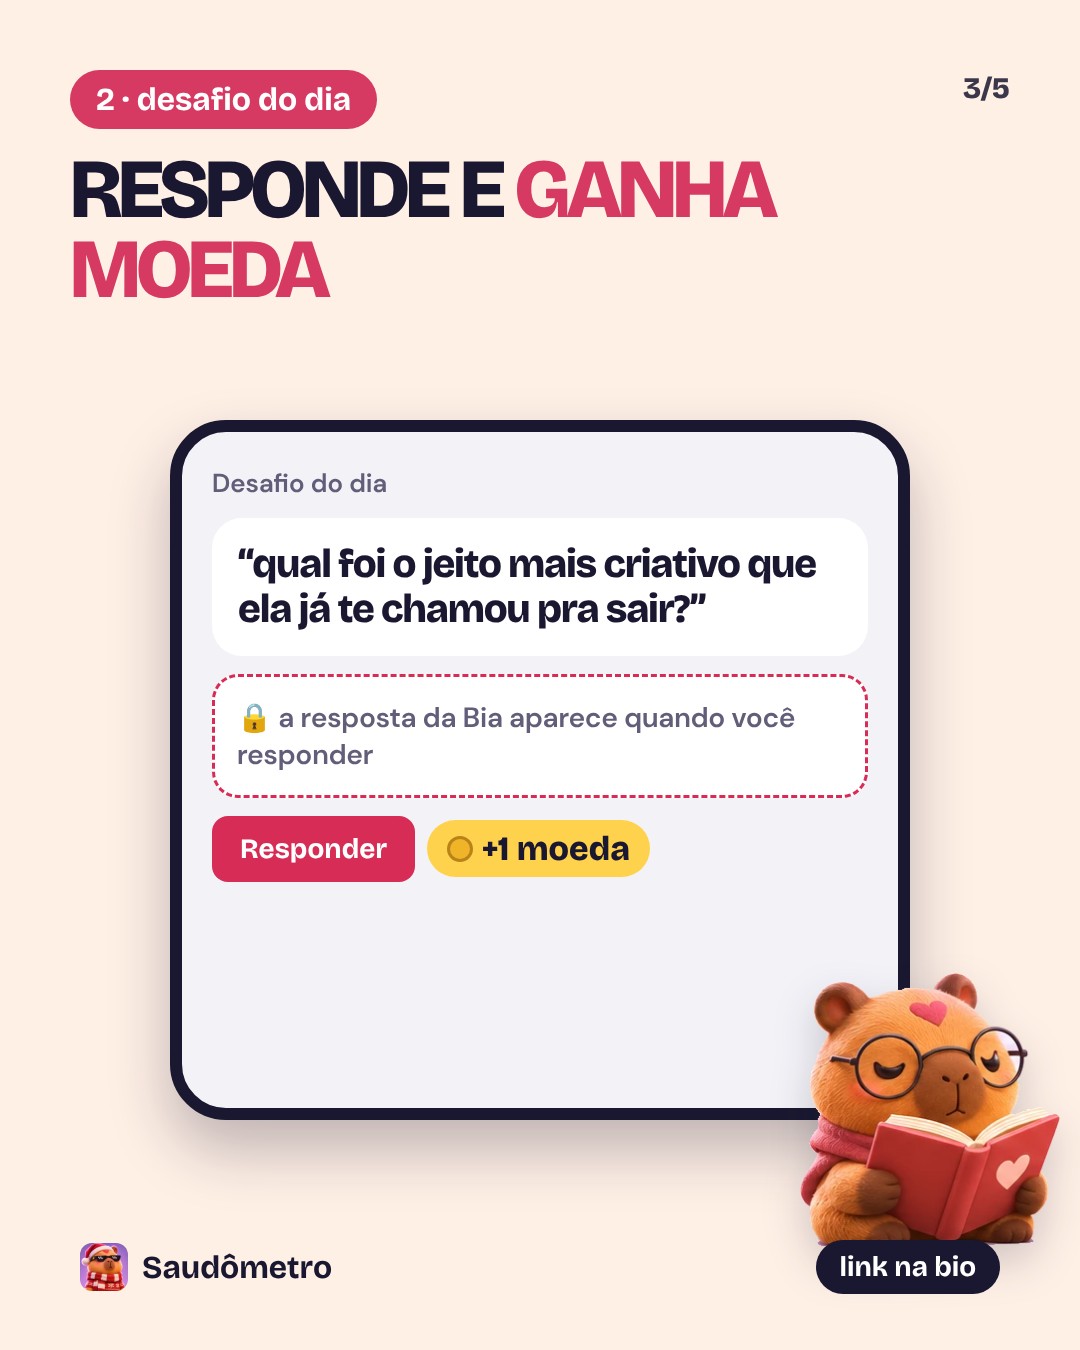 2 · desafio do dia
3/5
RESPONDE E GANHA
MOEDA
Desafio do dia
“qual foi o jeito mais criativo que
ela já te chamou pra sair?”
🔒 a resposta da Bia aparece quando você
responder
Responder
+1 moeda
Saudômetro
link na bio